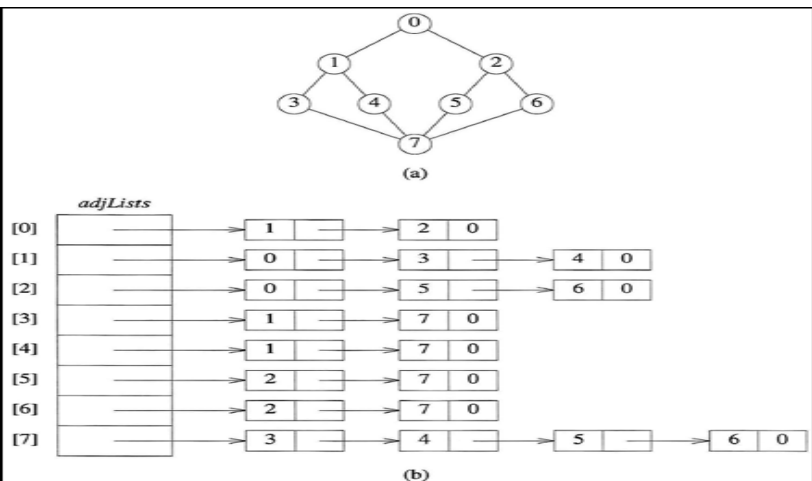 0
1 2
3 4 5 6
7
(a)
adjLists
[0] 1 2 0
[1] 0 3 4 0
[2] 0 5 6 0
[3] 1 7 0
[4] 1 7 0
[5] 2 7 0
[6] 2 7 0
[7] 3 4 5 6 0
(b)